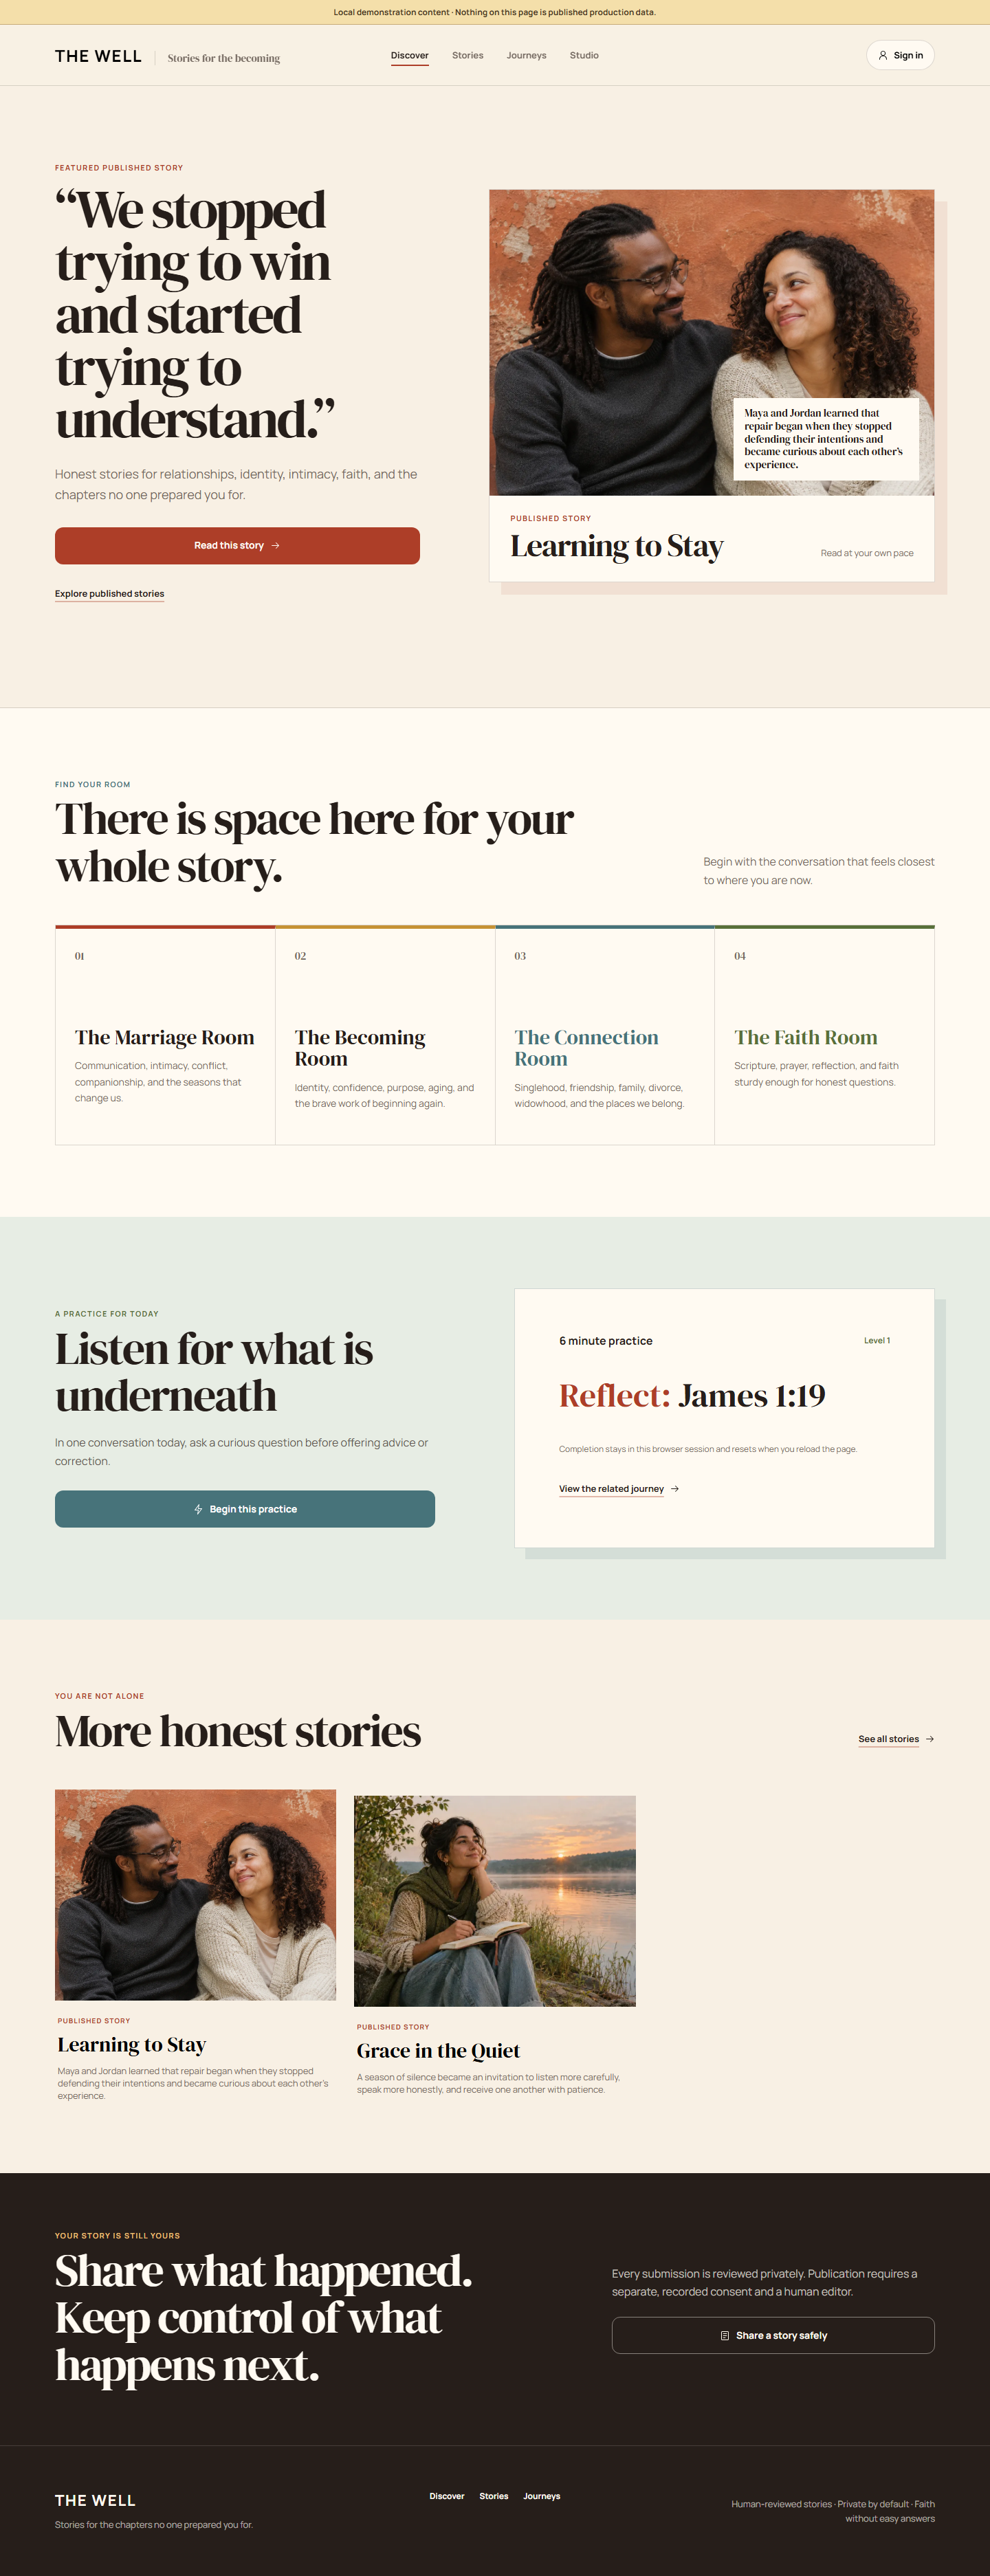 Local demonstration content · Nothing on this page is published production data.
THE WELL
Stories for the becoming
Discover
Stories
Journeys
Studio
Sign in
FEATURED PUBLISHED STORY
“We stopped
trying to win
and started
trying to
understand.”
Honest stories for relationships, identity, intimacy, faith, and the
chapters no one prepared you for.
Read this story →
Explore published stories
Maya and Jordan learned that
repair began when they stopped
defending their intentions and
became curious about each other’s
experience.
PUBLISHED STORY
Learning to Stay
Read at your own pace
FIND YOUR ROOM
There is space here for your
whole story.
Begin with the conversation that feels closest
to where you are now.
01
The Marriage Room
Communication, intimacy, conflict,
companionship, and the seasons that
change us.
02
The Becoming
Room
Identity, confidence, purpose, aging, and
the brave work of beginning again.
03
The Connection
Room
Singlehood, friendship, family, divorce,
widowhood, and the places we belong.
04
The Faith Room
Scripture, prayer, reflection, and faith
sturdy enough for honest questions.
A PRACTICE FOR TODAY
Listen for what is
underneath
In one conversation today, ask a curious question before offering advice or
correction.
Begin this practice
6 minute practice
Level 1
Reflect: James 1:19
Completion stays in this browser session and resets when you reload the page.
View the related journey →
YOU ARE NOT ALONE
More honest stories
See all stories →
PUBLISHED STORY
Learning to Stay
Maya and Jordan learned that repair began when they stopped
defending their intentions and became curious about each other’s
experience.
PUBLISHED STORY
Grace in the Quiet
A season of silence became an invitation to listen more carefully,
speak more honestly, and receive one another with patience.
YOUR STORY IS STILL YOURS
Share what happened.
Keep control of what
happens next.
Every submission is reviewed privately. Publication requires a
separate, recorded consent and a human editor.
Share a story safely
THE WELL
Stories for the chapters no one prepared you for.
Discover
Stories
Journeys
Human-reviewed stories · Private by default · Faith
without easy answers